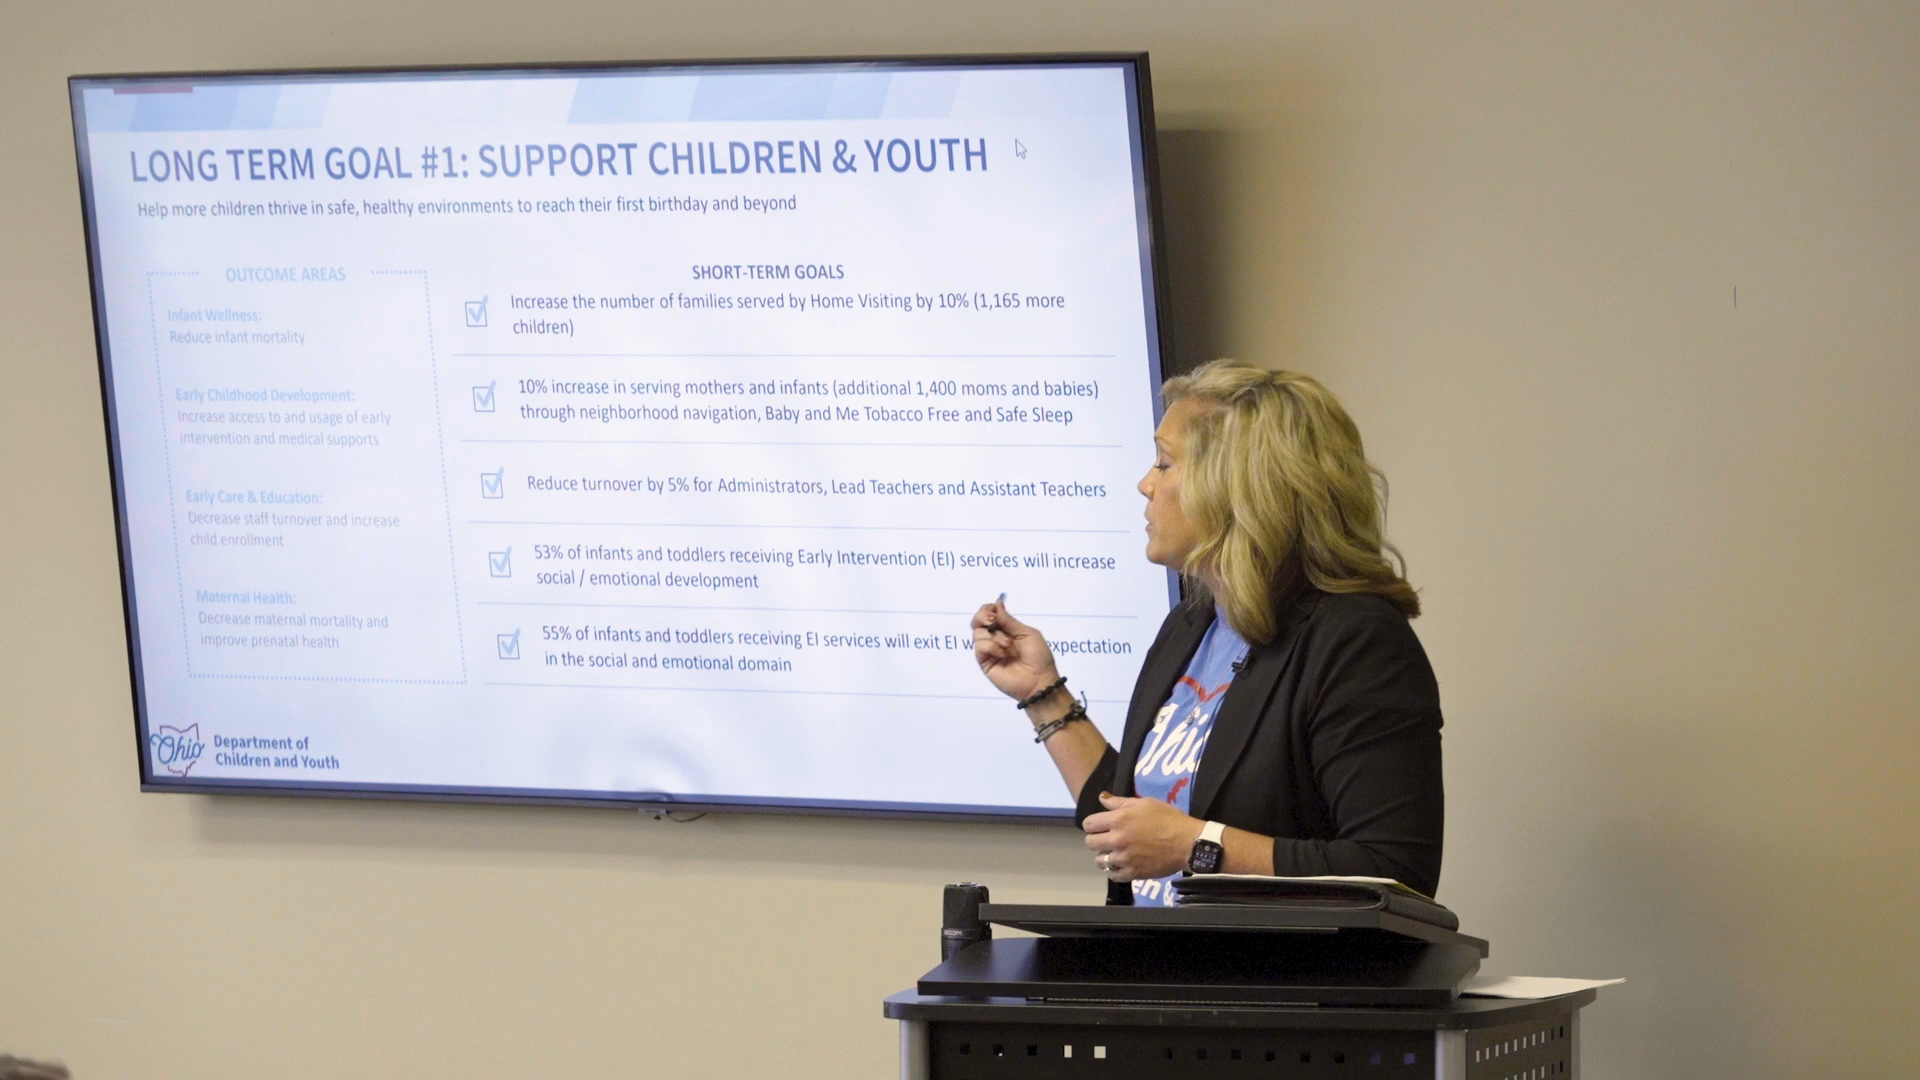 LONG TERM GOAL #1: SUPPORT CHILDREN & YOUTH
Help more children thrive in safe, healthy environments to reach their first birthday and beyond
OUTCOME AREAS
Infant Wellness:
Reduce infant mortality
Early Childhood Development:
Increase access to and usage of early
intervention and medical supports
Early Care & Education:
Decrease staff turnover and increase
child enrollment
Maternal Health:
Decrease maternal mortality and
improve prenatal health
SHORT-TERM GOALS
Increase the number of families served by Home Visiting by 10% (1,165 more
children)
10% increase in serving mothers and infants (additional 1,400 moms and babies)
through neighborhood navigation, Baby and Me Tobacco Free and Safe Sleep
Reduce turnover by 5% for Administrators, Lead Teachers and Assistant Teachers
53% of infants and toddlers receiving Early Intervention (EI) services will increase
social / emotional development
55% of infants and toddlers receiving EI services will exit EI expectation
in the social and emotional domain
Ohio
Department of
Children and Youth
zoom